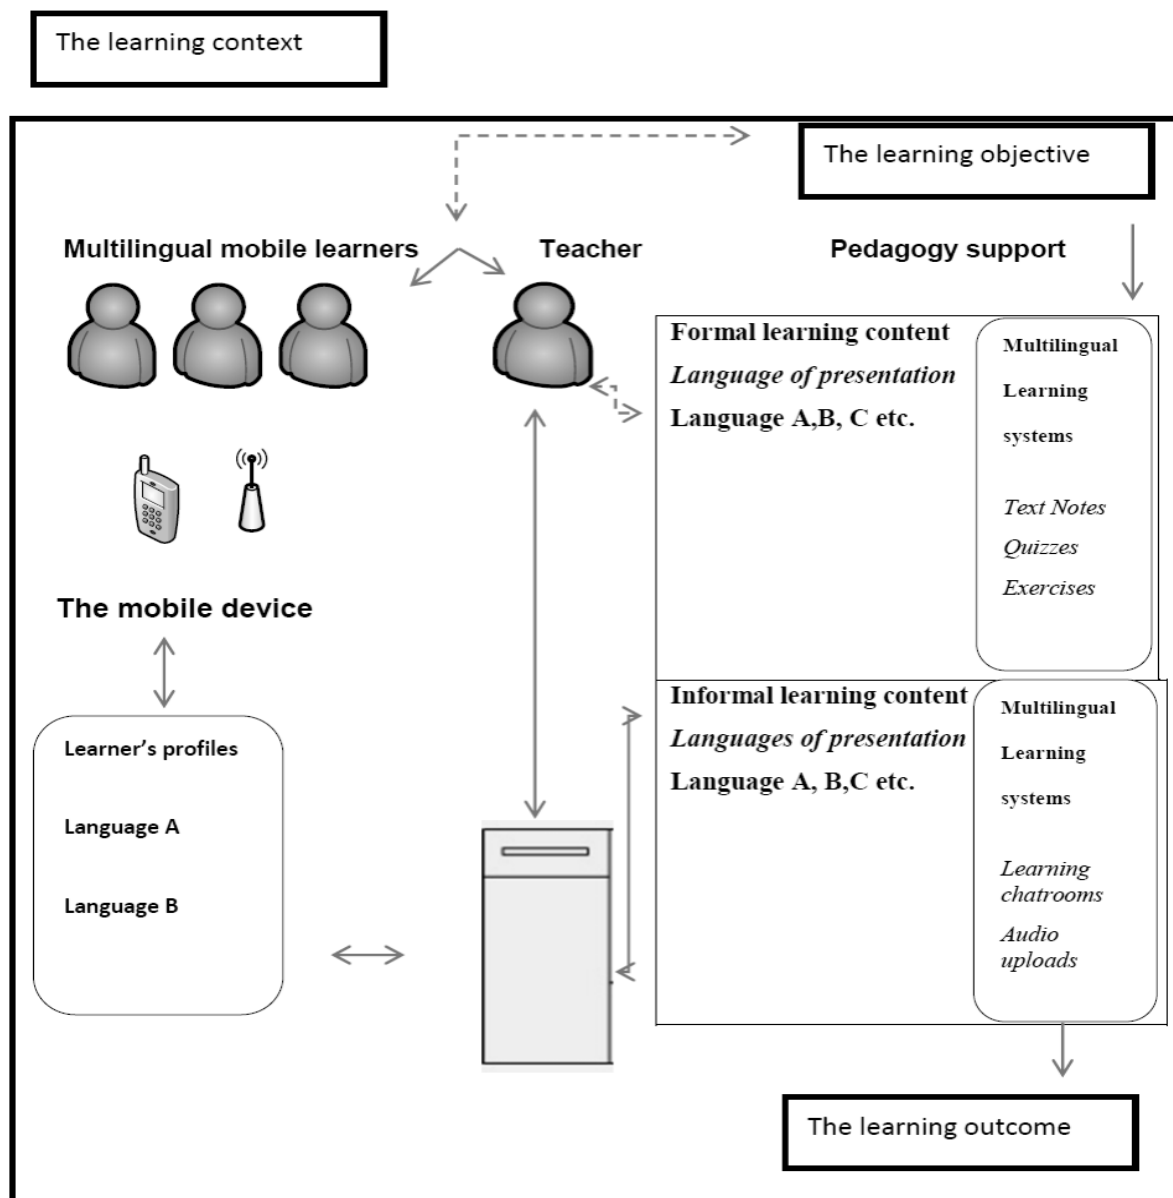 The learning context
The learning objective
Multilingual mobile learners
Teacher
Pedagogy support
Formal learning content
Language of presentation
Language A,B, C etc.
Multilingual
Learning
systems
Text Notes
Quizzes
Exercises
The mobile device
Learner’s profiles
Language A
Language B
Informal learning content
Languages of presentation
Language A, B,C etc.
Multilingual
Learning
systems
Learning
chatrooms
Audio
uploads
The learning outcome